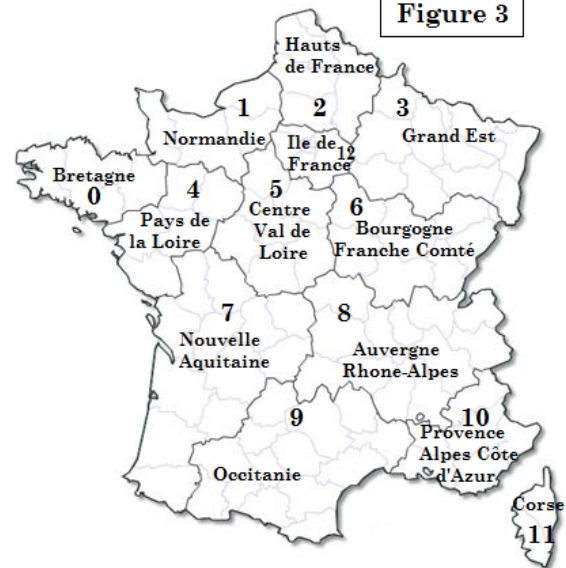 Figure 3
Hauts
de France
1
2
3
Normandie
Ile de
France
12
Grand Est
Bretagne
0
4
Pays de
la Loire
5
Centre
Val de
Loire
6
Bourgogne
Franche Comté
7
Nouvelle
Aquitaine
8
Auvergne
Rhone-Alpes
9
Occitanie
10
Provence
Alpes Côte
d'Azur
Corse
11